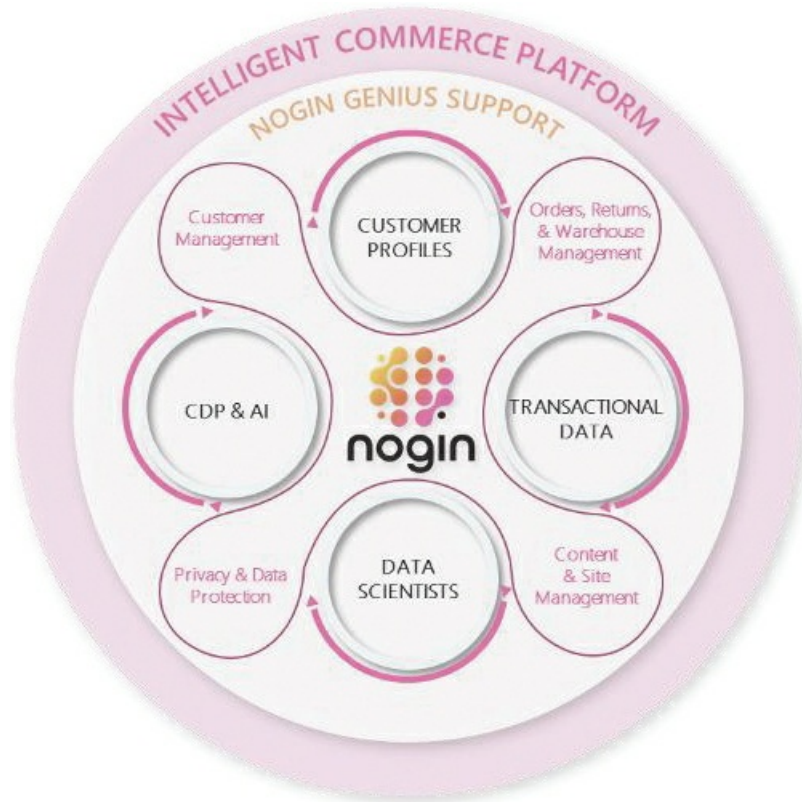 INTELLIGENT COMMERCE PLATFORM
NOGIN GENIUS SUPPORT
Customer
Management
CUSTOMER
PROFILES
Orders, Returns,
& Warehouse
Management
CDP & AI
nogin
TRANSACTIONAL
DATA
Privacy & Data
Protection
DATA
SCIENTISTS
Content
& Site
Management